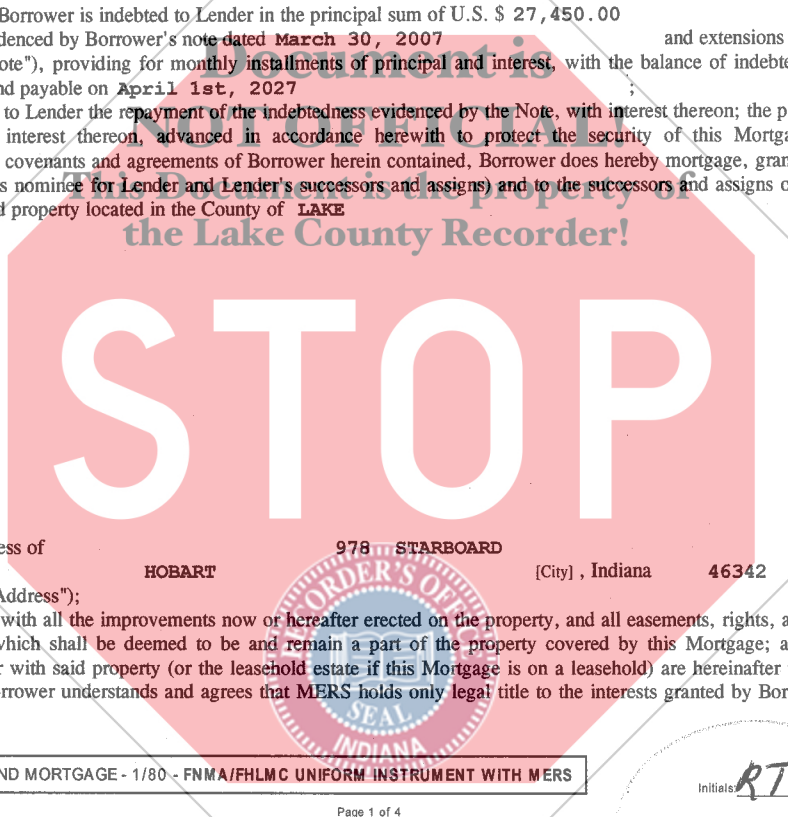 Borrower is indebted to Lender in the principal sum of U.S. $ 27,450.00
denced by Borrower's note dated March 30, 2007 and extensions
ote"), providing for monthly installments of principal and interest, with the balance of indebte
nd payable on April 1st, 2027 ;
to Lender the repayment of the indebtedness evidenced by the Note, with interest thereon; the p
interest thereon, advanced in accordance herewith to protect the security of this Mortga
covenants and agreements of Borrower herein contained, Borrower does hereby mortgage, gran
s nominee for Lender and Lender's successors and assigns) and to the successors and assigns o
d property located in the County of LAKE
Document is
NOT OFFICIAL!
This Document is the property of
the Lake County Recorder!
STOP
ess of 978 STARBOARD
HOBART [City] , Indiana 46342
Address");
with all the improvements now or hereafter erected on the property, and all easements, rights, a
which shall be deemed to be and remain a part of the property covered by this Mortgage; a
r with said property (or the leasehold estate if this Mortgage is on a leasehold) are hereinafter
rrower understands and agrees that MERS holds only legal title to the interests granted by Bor
RECORDER'S OFFICE
SEAL
INDIANA
ND MORTGAGE - 1/80 - FNMA/FHLMC UNIFORM INSTRUMENT WITH MERS
Initials: RT
Page 1 of 4